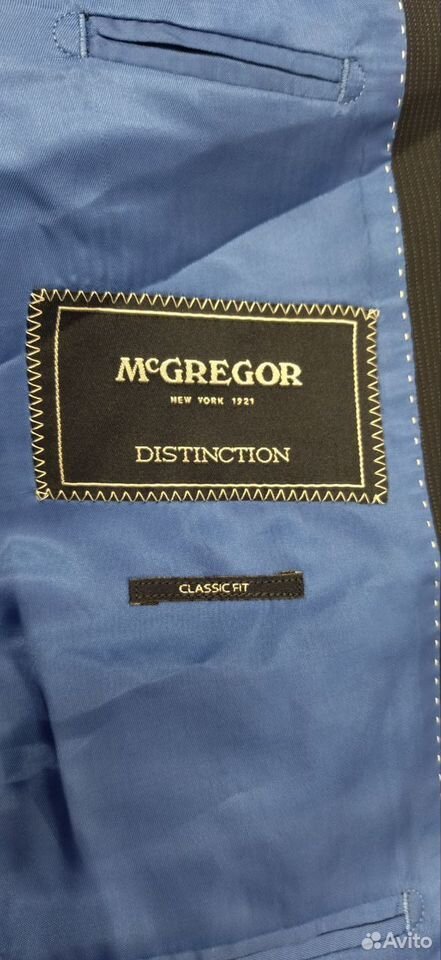 McGREGOR
NEW YORK 1921
DISTINCTION
CLASSIC FIT
Avito